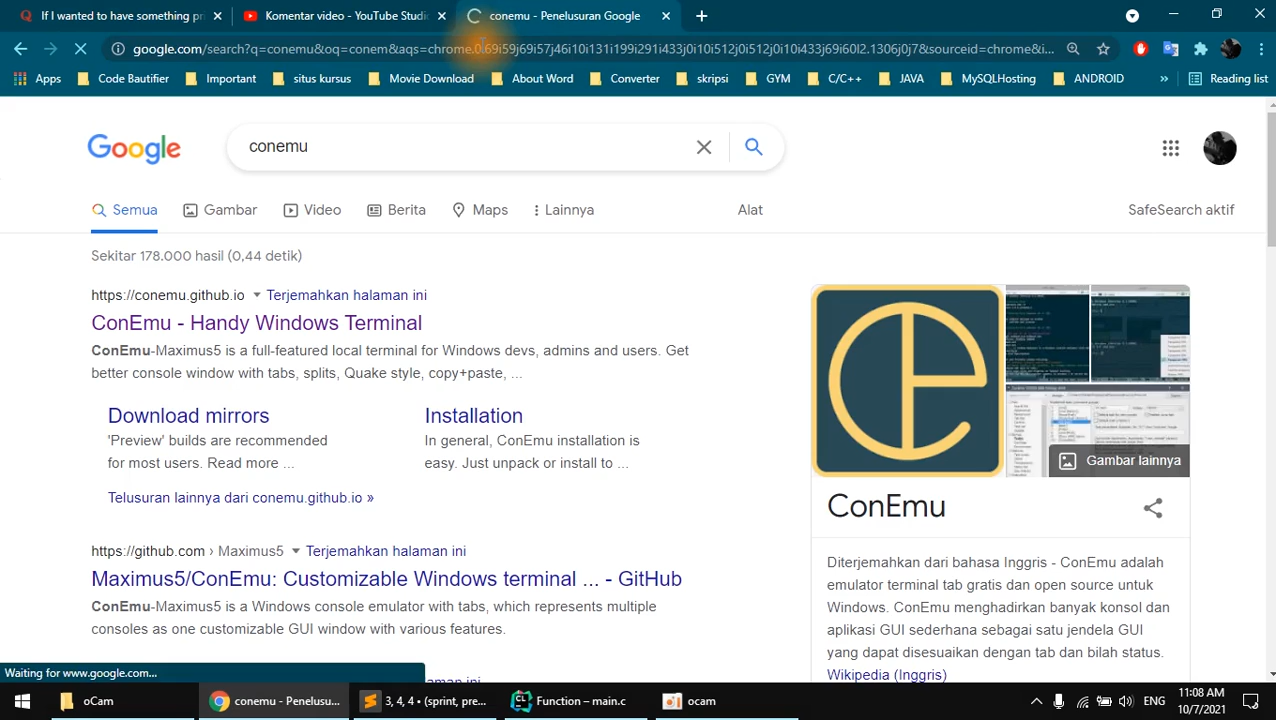 If I wanted to have something pr
Komentar video - YouTube Studio
conemu - Penelusuran Google
google.com/search?q=conemu&oq=conem&aqs=chrome.0.69i59j69i57j46i10i131i199i291i433j0i10i512j0i512j0i10i433j69i60l2.1306j0j7&sourceid=chrome&i...
Apps
Code Bautifier
Important
situs kursus
Movie Download
About Word
Converter
skripsi
GYM
C/C++
JAVA
MySQLHosting
ANDROID
»
Reading list
Google
conemu
Semua
Gambar
Video
Berita
Maps
Lainnya
Alat
SafeSearch aktif
Sekitar 178.000 hasil (0,44 detik)
https://conemu.github.io Terjemahkan halaman ini
ConEmu - Handy Windows Terminal
ConEmu-Maximus5 is a full-featured local terminal for Windows devs, admins and users. Get
better console window with tabs, splits, Quake style, copy+paste, ...
Download mirrors
'Preview' builds are recommended
for most users. Read more ...
Installation
In general, ConEmu installation is
easy. Just unpack or install to ...
Telusuran lainnya dari conemu.github.io »
https://github.com › Maximus5 Terjemahkan halaman ini
Maximus5/ConEmu: Customizable Windows terminal ... - GitHub
ConEmu-Maximus5 is a Windows console emulator with tabs, which represents multiple
consoles as one customizable GUI window with various features.
Gambar lainnya
ConEmu
Diterjemahkan dari bahasa Inggris - ConEmu adalah
emulator terminal tab gratis dan open source untuk
Windows. ConEmu menghadirkan banyak konsol dan
aplikasi GUI sederhana sebagai satu jendela GUI
yang dapat disesuaikan dengan tab dan bilah status.
Wikipedia (Inggris)
Waiting for www.google.com...
oCam
conemu - Penelusu...
3, 4, 4 • (sprint, pre...
Function – main.c
ocam
ENG
11:08 AM
10/7/2021